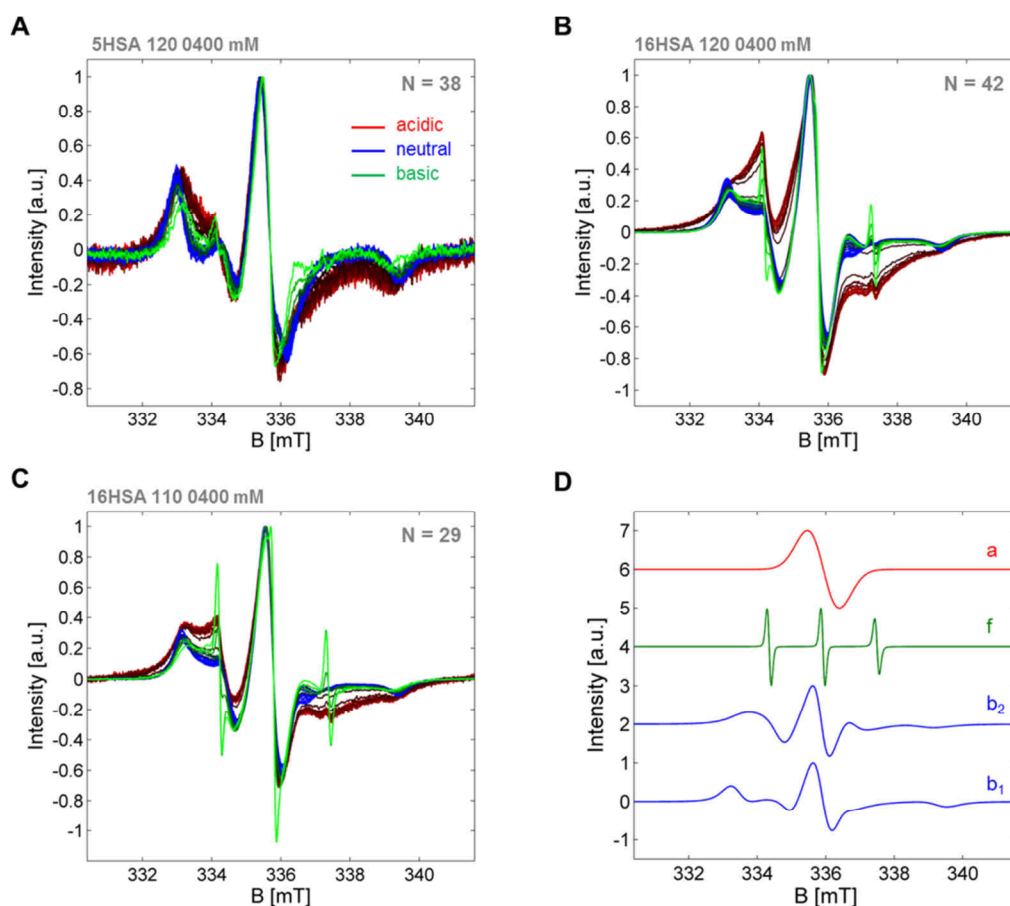 A
5HSA 120 0400 mM
N = 38
acidic
neutral
basic
1
0.8
0.6
0.4
0.2
0
-0.2
-0.4
-0.6
-0.8
Intensity [a.u.]
332 334 336 338 340
B [mT]
B
16HSA 120 0400 mM
N = 42
1
0.8
0.6
0.4
0.2
0
-0.2
-0.4
-0.6
-0.8
-1
Intensity [a.u.]
332 334 336 338 340
B [mT]
C
16HSA 110 0400 mM
N = 29
1
0.8
0.6
0.4
0.2
0
-0.2
-0.4
-0.6
-0.8
-1
Intensity [a.u.]
332 334 336 338 340
B [mT]
D
7
6
5
4
3
2
1
0
-1
a
f
b2
b1
Intensity [a.u.]
332 334 336 338 340
B [mT]